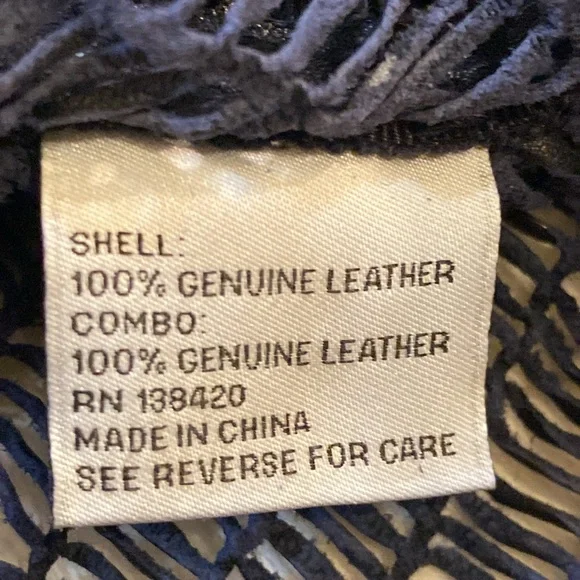 SHELL:
100% GENUINE LEATHER
COMBO:
100% GENUINE LEATHER
RN 138420
MADE IN CHINA
SEE REVERSE FOR CARE